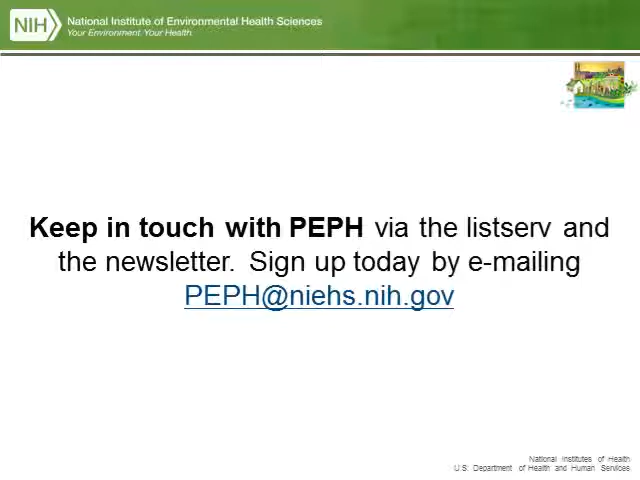 NIH National Institute of Environmental Health Sciences
Your Environment. Your Health.
Keep in touch with PEPH via the listserv and
the newsletter. Sign up today by e-mailing
PEPH@niehs.nih.gov
National Institutes of Health
U.S. Department of Health and Human Services